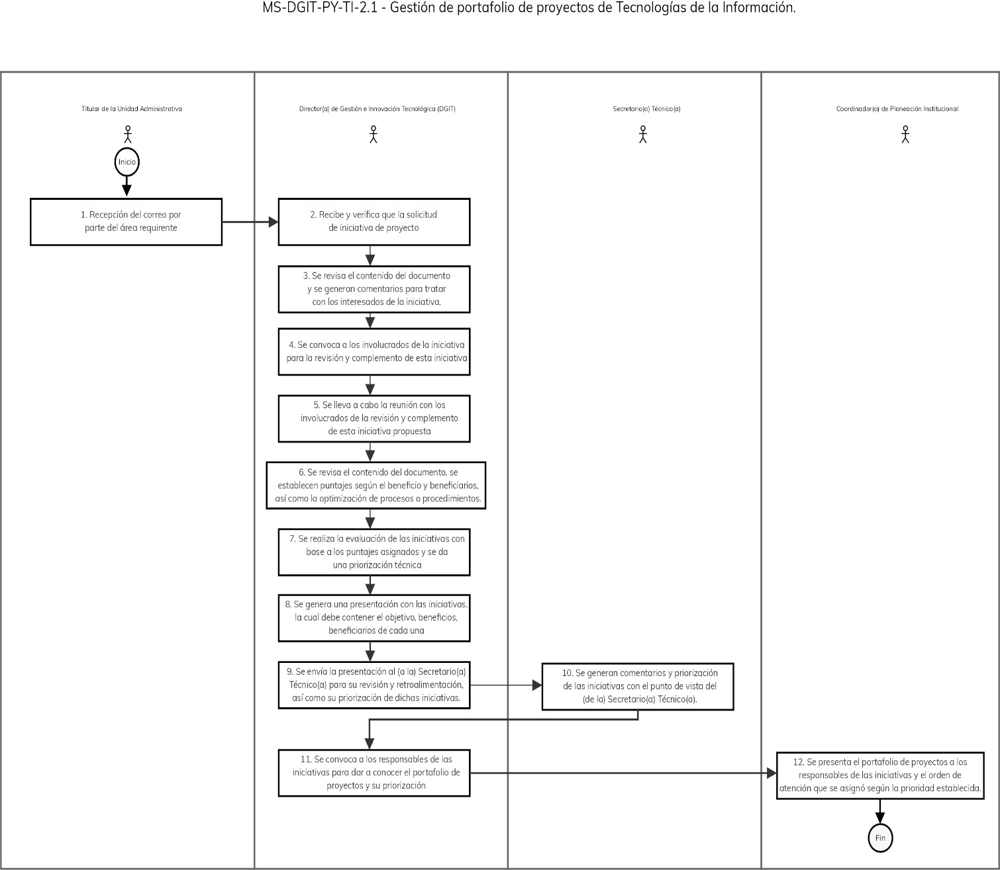 MS-DGIT-PY-TI-2.1 - Gestión de portafolio de proyectos de Tecnologías de la Información.
Titular de la Unidad Administrativa
Director(a) de Gestión e Innovación Tecnológica (DGIT)
Secretario(a) Técnico(a)
Coordinador(a) de Planeación Institucional
Inicio
1. Recepción del correo por
parte del área requirente
2. Recibe y verifica que la solicitud
de iniciativa de proyecto
3. Se revisa el contenido del documento
y se generan comentarios para tratar
con los interesados de la iniciativa.
4. Se convoca a los involucrados de la iniciativa
para la revisión y complemento de esta iniciativa
5. Se lleva a cabo la reunión con los
involucrados de la revisión y complemento
de esta iniciativa propuesta
6. Se revisa el contenido del documento, se
establecen puntajes según el beneficio y beneficiarios,
así como la optimización de procesos o procedimientos.
7. Se realiza la evaluación de las iniciativas con
base a los puntajes asignados y se da
una priorización técnica
8. Se genera una presentación con las iniciativas,
la cual debe contener el objetivo, beneficios,
beneficiarios de cada una
9. Se envía la presentación al (a la) Secretario(a)
Técnico(a) para su revisión y retroalimentación,
así como su priorización de dichas iniciativas.
10. Se generan comentarios y priorización
de las iniciativas con el punto de vista del
(de la) Secretario(a) Técnico(a).
11. Se convoca a los responsables de las
iniciativas para dar a conocer el portafolio de
proyectos y su priorización
12. Se presenta el portafolio de proyectos a los
responsables de las iniciativas y el orden de
atención que se asignó según la prioridad establecida.
Fin